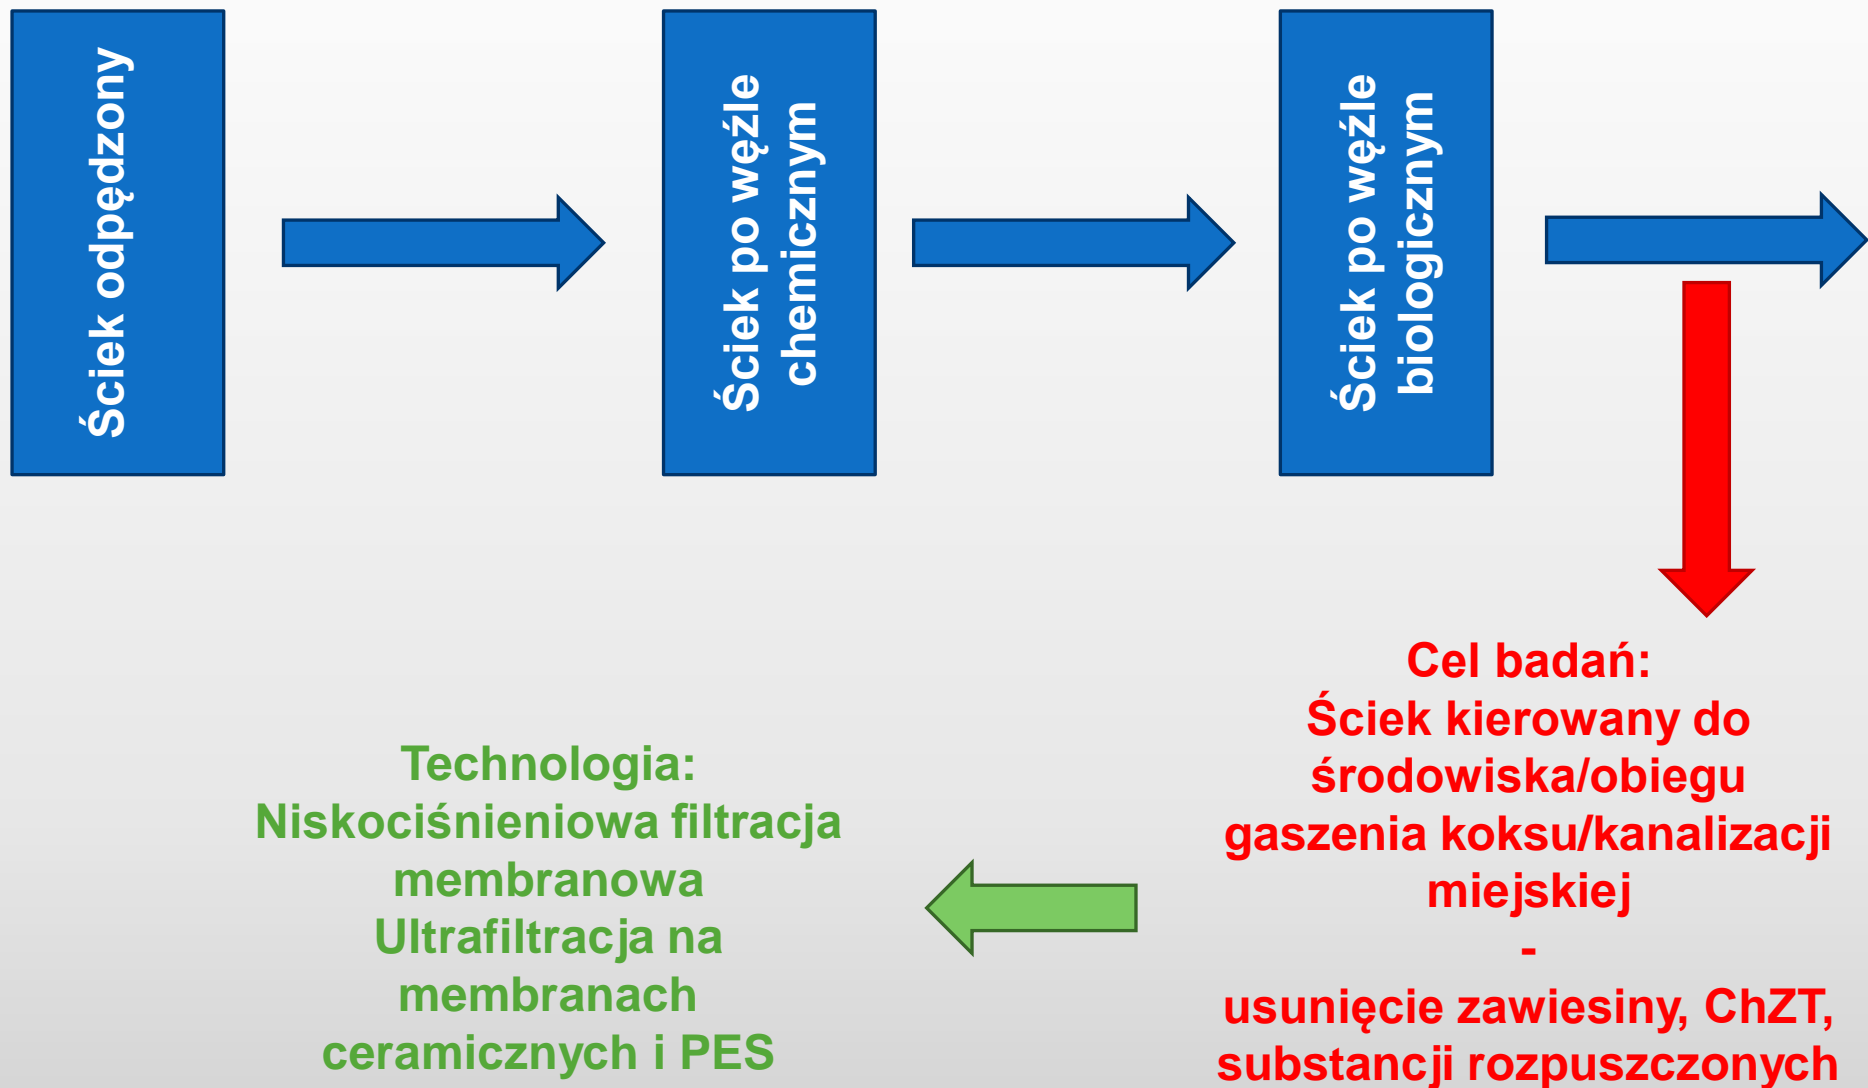 Ściek odpędzony
Ściek po węźle
chemicznym
Ściek po węźle
biologicznym
Cel badań:
Ściek kierowany do
środowiska/obiegu
gaszenia koksu/kanalizacji
miejskiej
-
usunięcie zawiesiny, ChZT,
substancji rozpuszczonych
Technologia:
Niskociśnieniowa filtracja
membranowa
Ultrafiltracja na
membranach
ceramicznych i PES